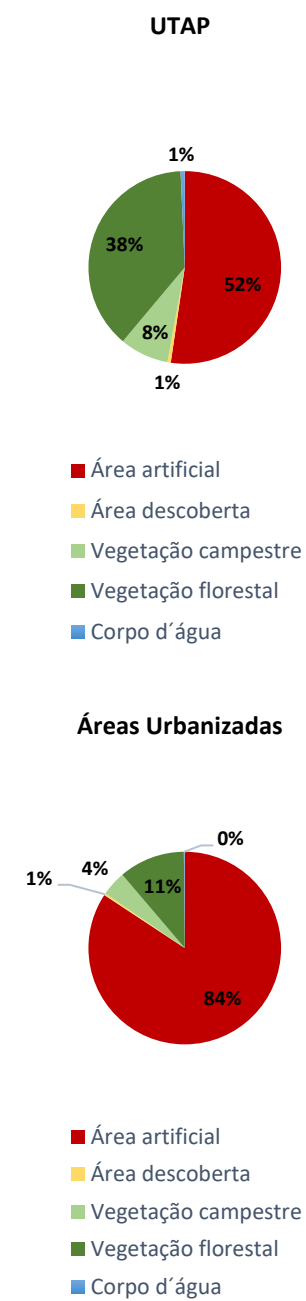 UTAP
1%
38%
52%
8%
1%
Área artificial
Área descoberta
Vegetação campestre
Vegetação florestal
Corpo d´água
Áreas Urbanizadas
0%
4%
1%
11%
84%
Área artificial
Área descoberta
Vegetação campestre
Vegetação florestal
Corpo d´água